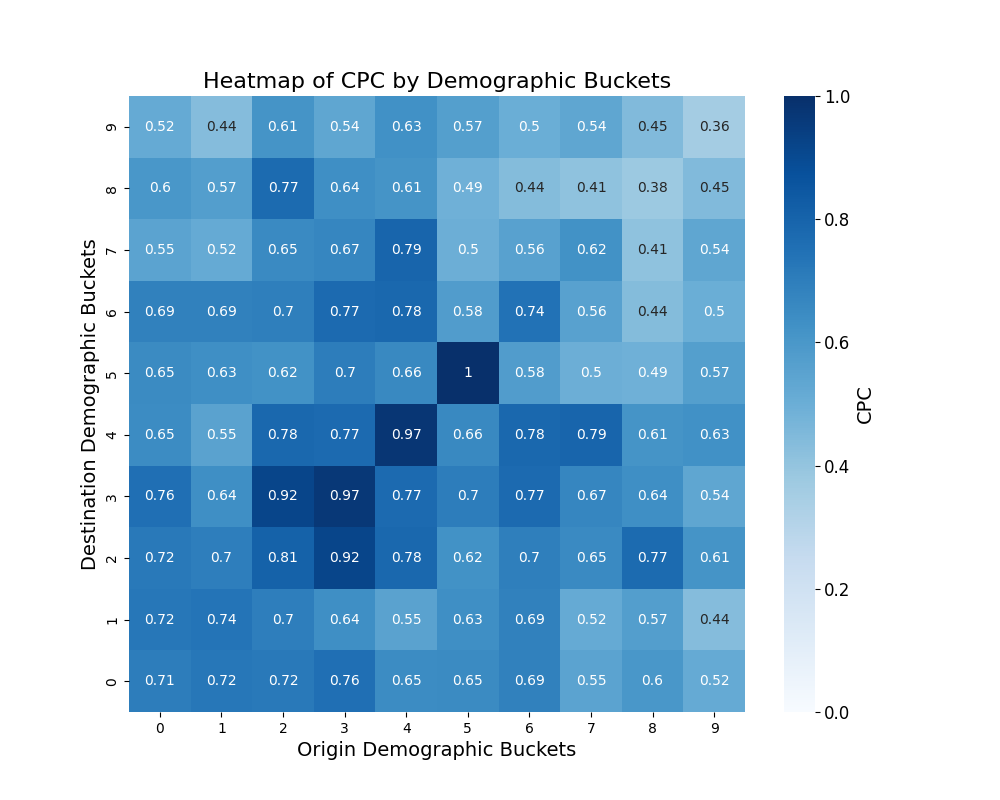 Heatmap of CPC by Demographic Buckets
9 0.52 0.44 0.61 0.54 0.63 0.57 0.5 0.54 0.45 0.36
8 0.6 0.57 0.77 0.64 0.61 0.49 0.44 0.41 0.38 0.45
7 0.55 0.52 0.65 0.67 0.79 0.5 0.56 0.62 0.41 0.54
6 0.69 0.69 0.7 0.77 0.78 0.58 0.74 0.56 0.44 0.5
5 0.65 0.63 0.62 0.7 0.66 1 0.58 0.5 0.49 0.57
4 0.65 0.55 0.78 0.77 0.97 0.66 0.78 0.79 0.61 0.63
3 0.76 0.64 0.92 0.97 0.77 0.7 0.77 0.67 0.64 0.54
2 0.72 0.7 0.81 0.92 0.78 0.62 0.7 0.65 0.77 0.61
1 0.72 0.74 0.7 0.64 0.55 0.63 0.69 0.52 0.57 0.44
0 0.71 0.72 0.72 0.76 0.65 0.65 0.69 0.55 0.6 0.52
0 1 2 3 4 5 6 7 8 9
Origin Demographic Buckets
Destination Demographic Buckets
1.0
0.8
0.6
0.4
0.2
0.0
CPC